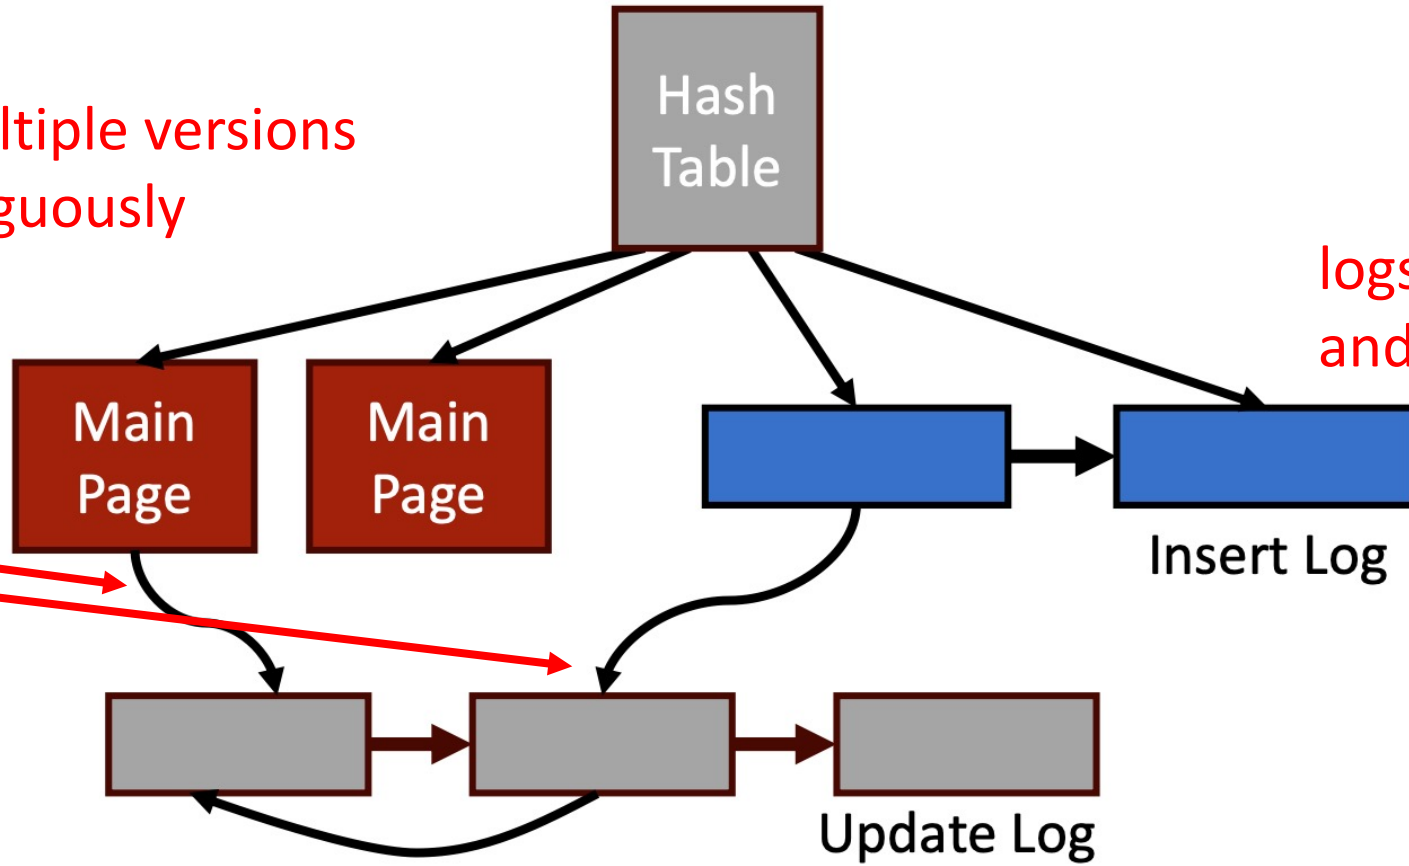 Hash
Table
ltiple versions
guously
logs
and
Main
Page
Main
Page
Insert Log
Update Log